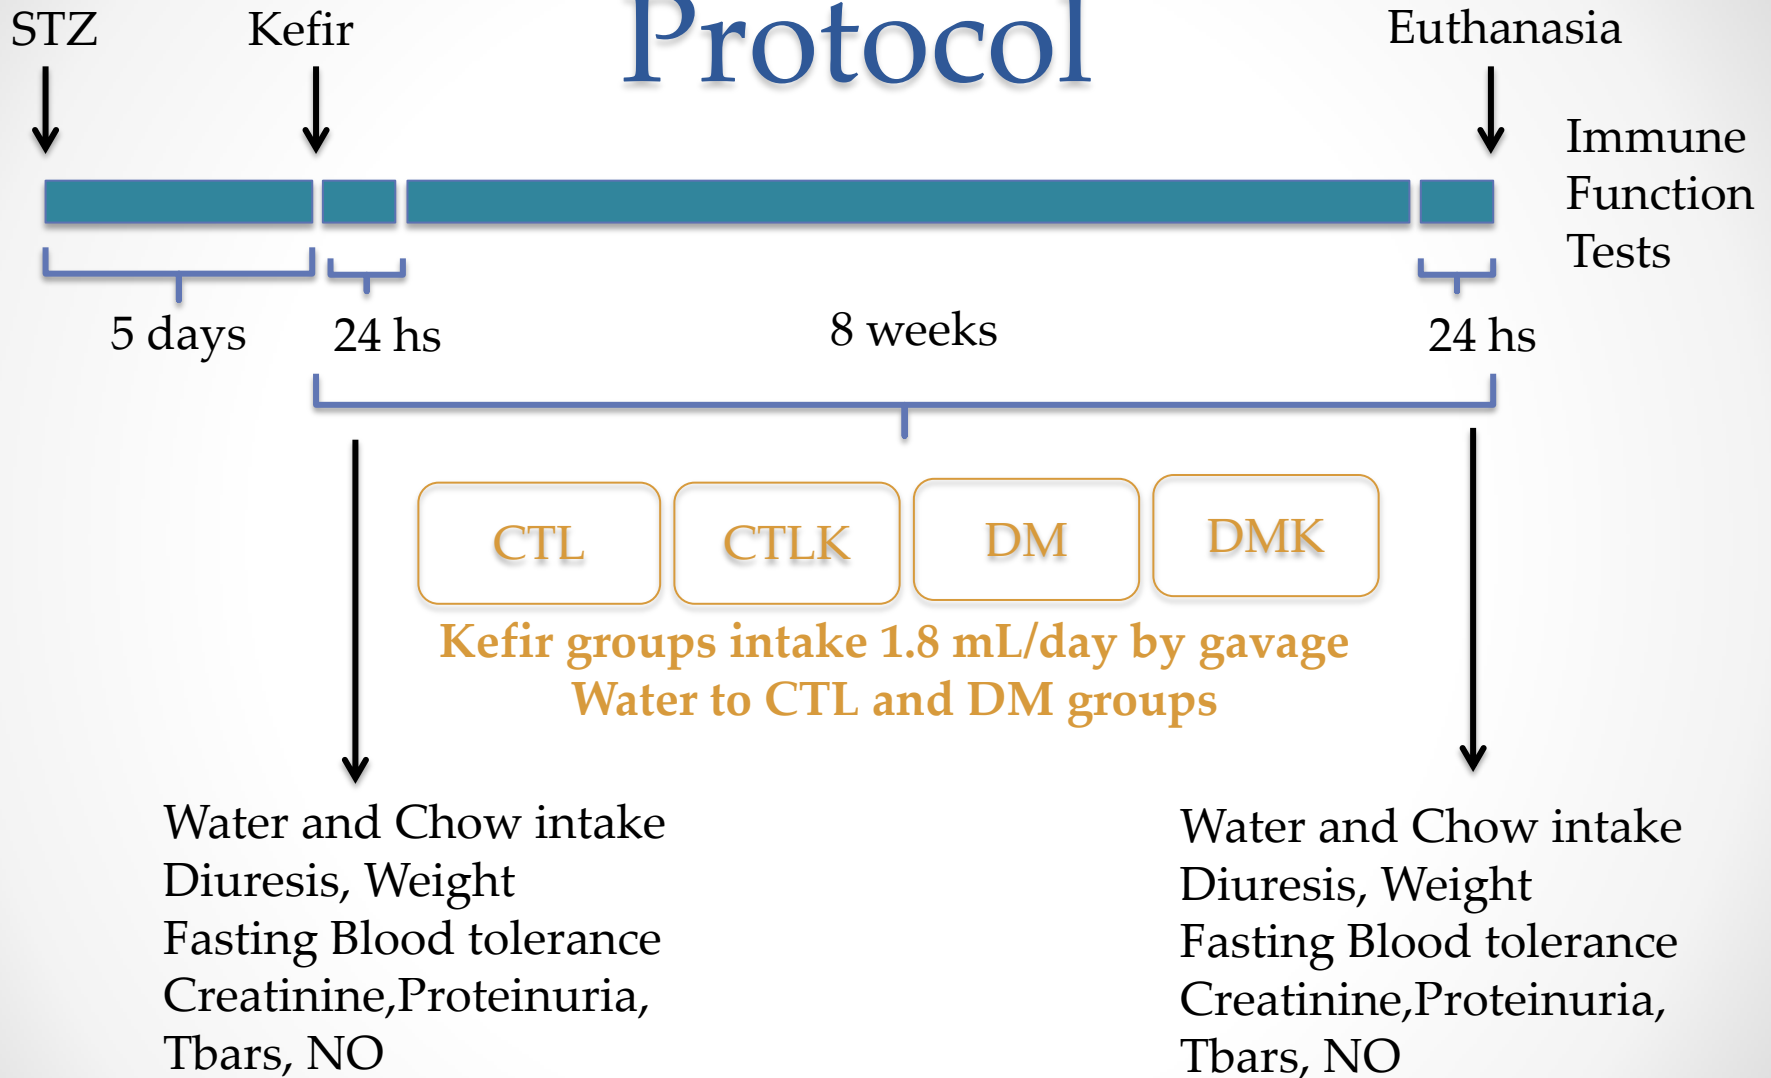 Protocol
STZ
Kefir
Euthanasia
Immune
Function
Tests
5 days
24 hs
8 weeks
24 hs
CTL
CTLK
DM
DMK
Kefir groups intake 1.8 mL/day by gavage
Water to CTL and DM groups
Water and Chow intake
Diuresis, Weight
Fasting Blood tolerance
Creatinine,Proteinuria,
Tbars, NO
Water and Chow intake
Diuresis, Weight
Fasting Blood tolerance
Creatinine,Proteinuria,
Tbars, NO